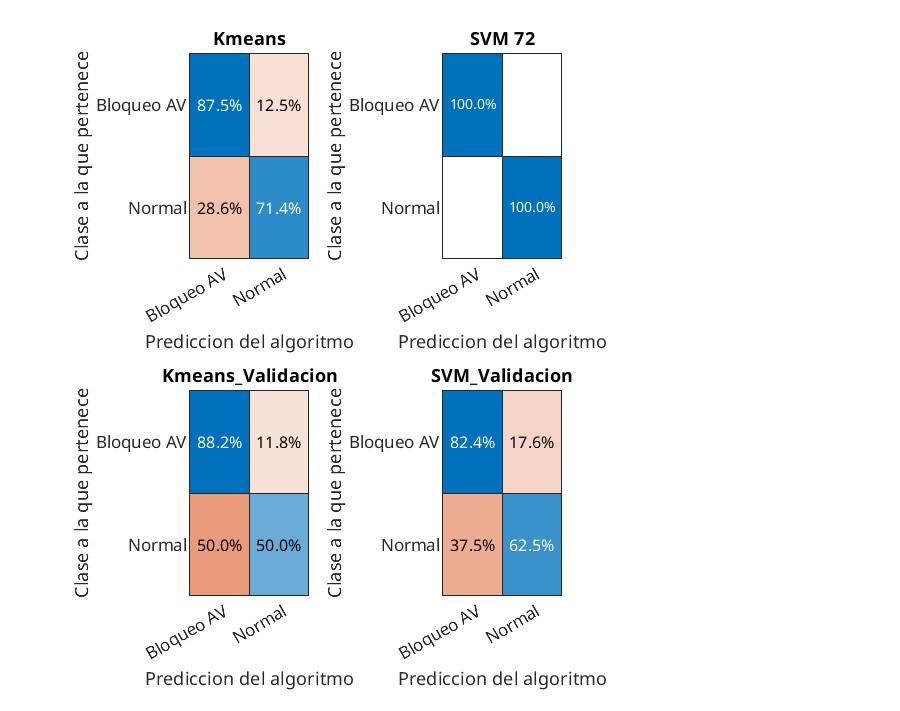 Kmeans
Clase a la que pertenece
Bloqueo AV
87.5%
12.5%
Normal
28.6%
71.4%
Bloqueo AV
Normal
Prediccion del algoritmo
SVM 72
Clase a la que pertenece
Bloqueo AV
100.0%
Normal
100.0%
Bloqueo AV
Normal
Prediccion del algoritmo
Kmeans_Validacion
Clase a la que pertenece
Bloqueo AV
88.2%
11.8%
Normal
50.0%
50.0%
Bloqueo AV
Normal
Prediccion del algoritmo
SVM_Validacion
Clase a la que pertenece
Bloqueo AV
82.4%
17.6%
Normal
37.5%
62.5%
Bloqueo AV
Normal
Prediccion del algoritmo